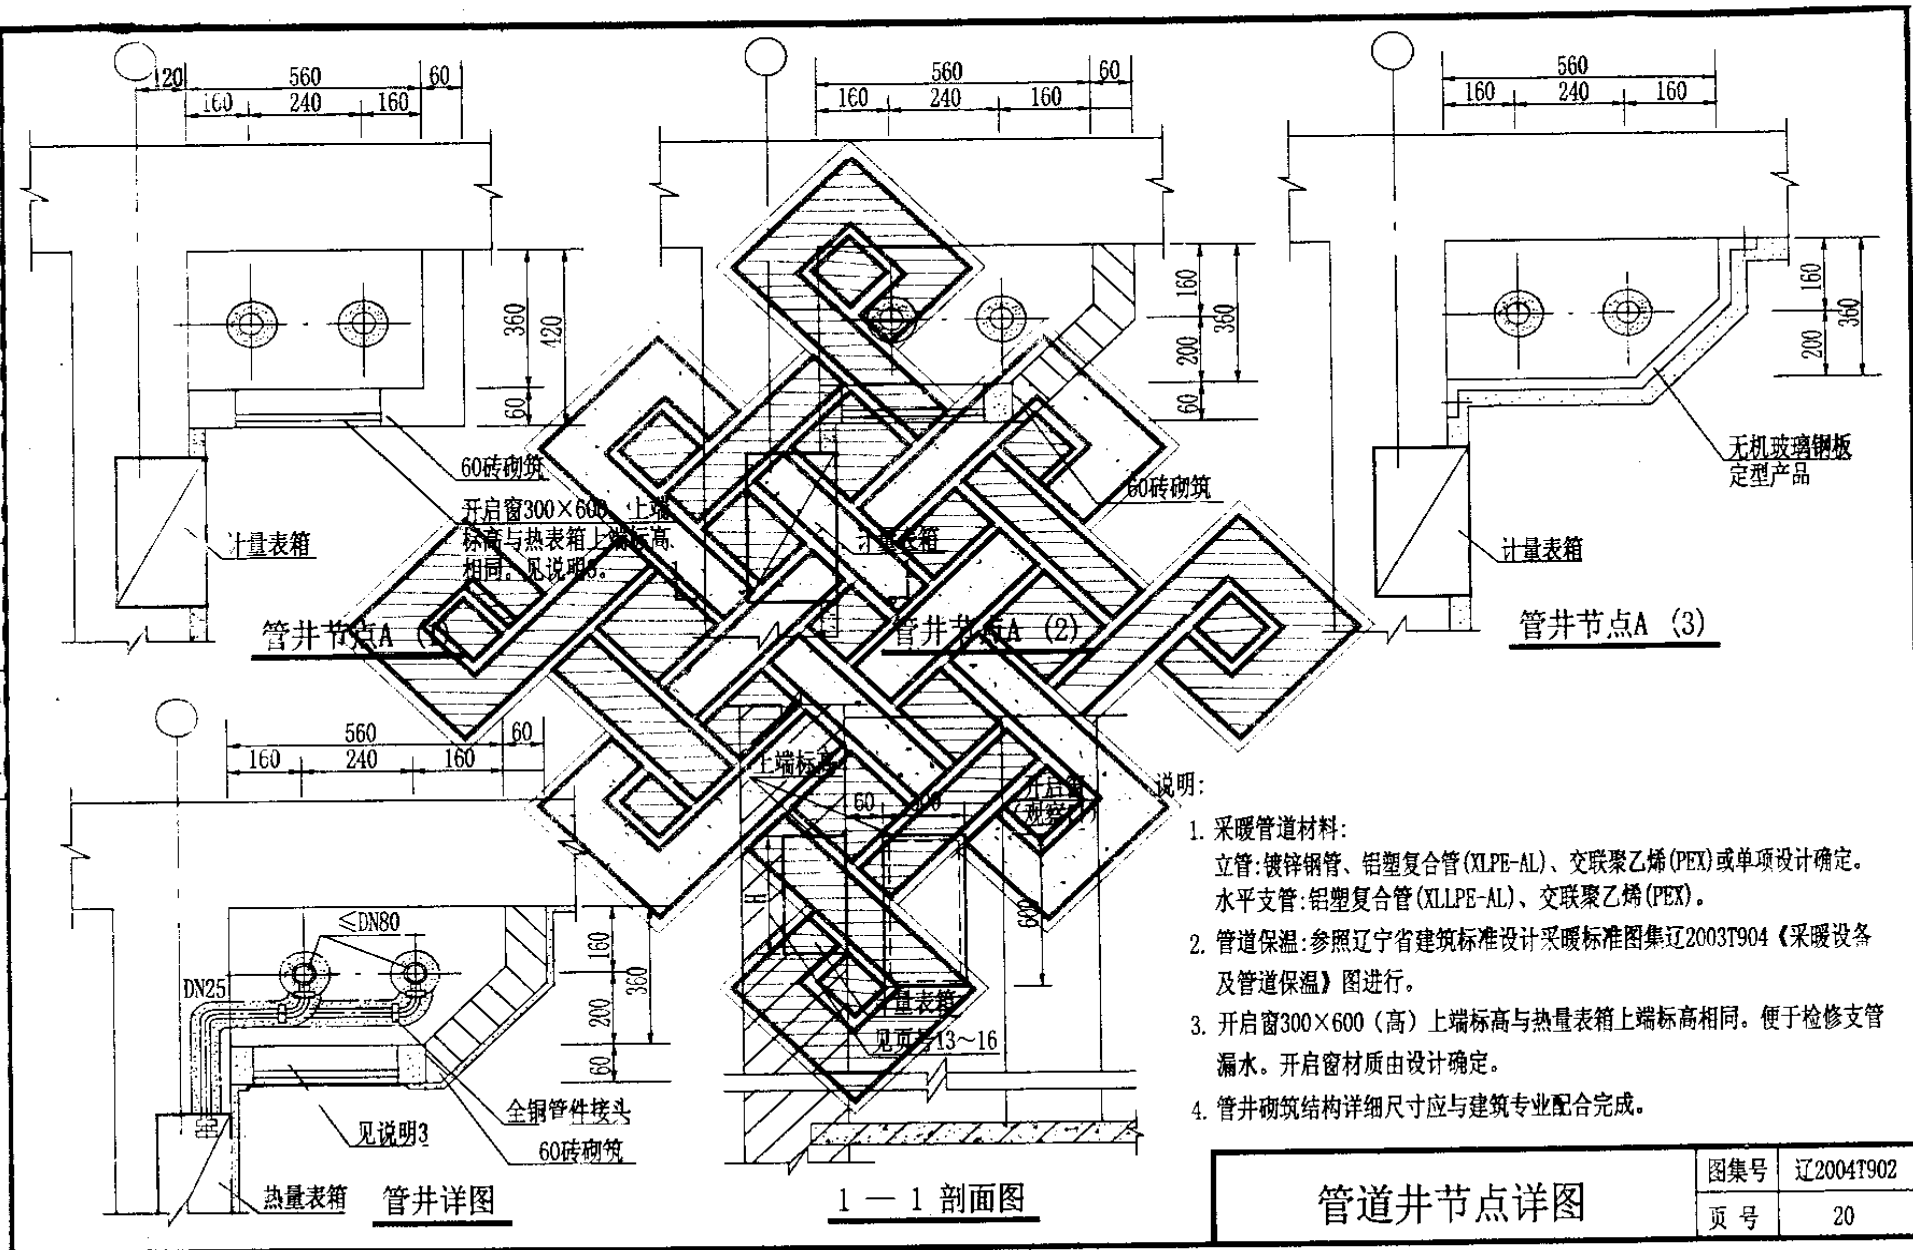 120
560
60
160
240
160
360
420
60
60砖砌筑
开启窗300×600 上端
标高与热表箱上端标高
相同。见说明3。
计量表箱
管井节点A
560
60
160
240
160
160
200
360
60
60砖砌筑
计量表箱
管井节点A (2)
560
160
240
160
160
200
360
无机玻璃钢板
定型产品
计量表箱
管井节点A (3)
560
60
160
240
160
≤DN80
DN25
160
200
360
60
全铜管件接头
60砖砌筑
见说明3
热量表箱
管井详图
上端标高
60
开启窗
H
600
计量表箱
见页号13~16
1 — 1 剖面图
说明:
1. 采暖管道材料:
立管:镀锌钢管、铝塑复合管(XLPE-AL)、交联聚乙烯(PEX)或单项设计确定。
水平支管:铝塑复合管(XLLPE-AL)、交联聚乙烯(PEX)。
2. 管道保温:参照辽宁省建筑标准设计采暖标准图集辽2003T904《采暖设备
及管道保温》图进行。
3. 开启窗300×600（高）上端标高与热量表箱上端标高相同。便于检修支管
漏水。开启窗材质由设计确定。
4. 管井砌筑结构详细尺寸应与建筑专业配合完成。
管道井节点详图
图集号
辽2004T902
页 号
20